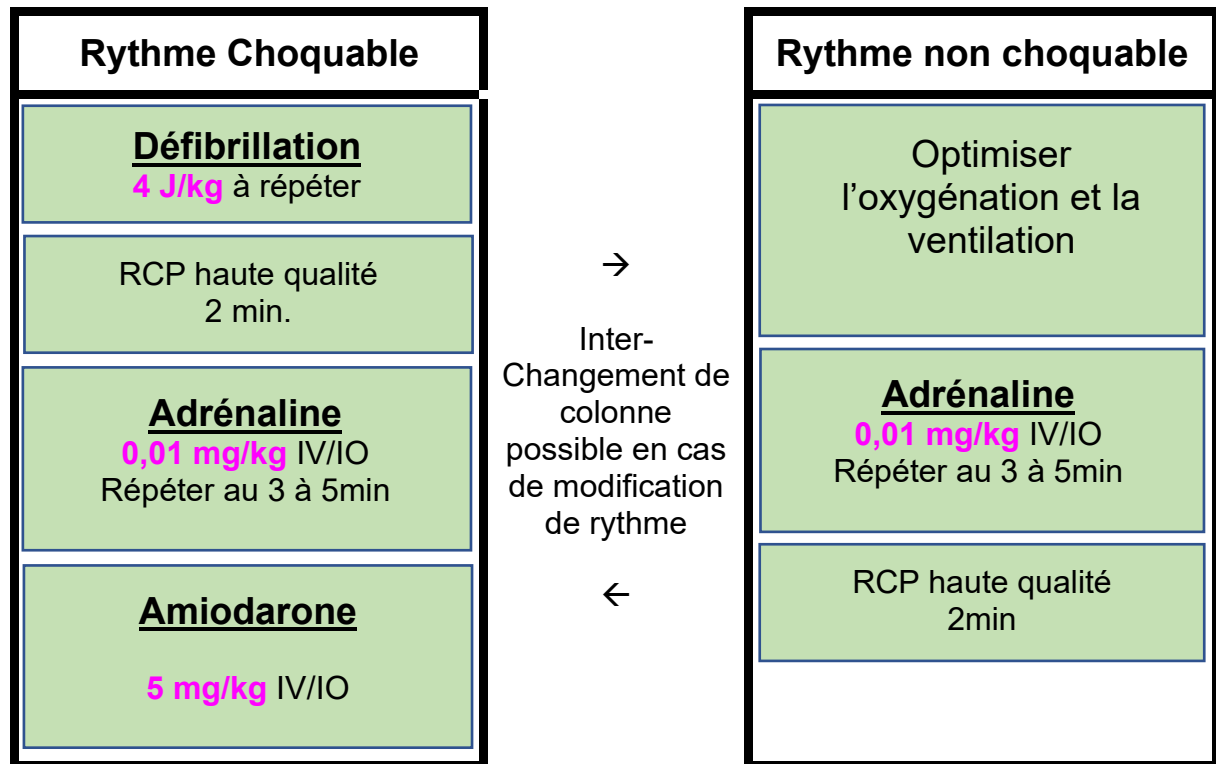 Rythme Choquable
Défibrillation
4 J/kg à répéter
RCP haute qualité
2 min.
Adrénaline
0,01 mg/kg IV/IO
Répéter au 3 à 5min
Amiodarone
5 mg/kg IV/IO
→
Inter-
Changement de
colonne
possible en cas
de modification
de rythme
←
Rythme non choquable
Optimiser
l’oxygénation et la
ventilation
Adrénaline
0,01 mg/kg IV/IO
Répéter au 3 à 5min
RCP haute qualité
2min